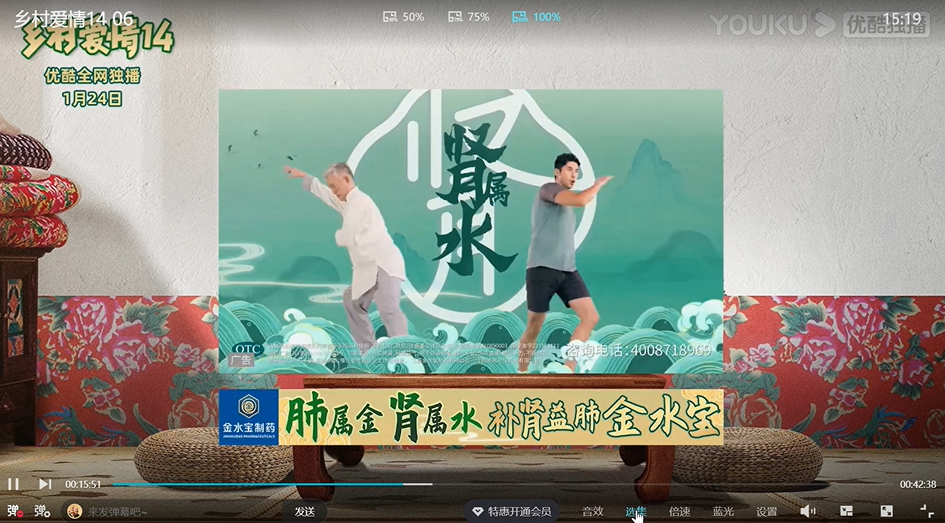 乡村爱情14 06
50%
75%
100%
YOUKU 优酷独播
15:19
乡村爱情14
优酷全网独播
1月24日
肾属水
OTC
广告
咨询电话:4008718969
金水宝制药
JINSHUIBAO PHARMACEUTICALS
肺属金 肾属水 补肾益肺金水宝
00:15:51
00:42:38
弹
弹
来发弹幕吧~
发送
特惠开通会员
音效
选集
倍速
蓝光
设置